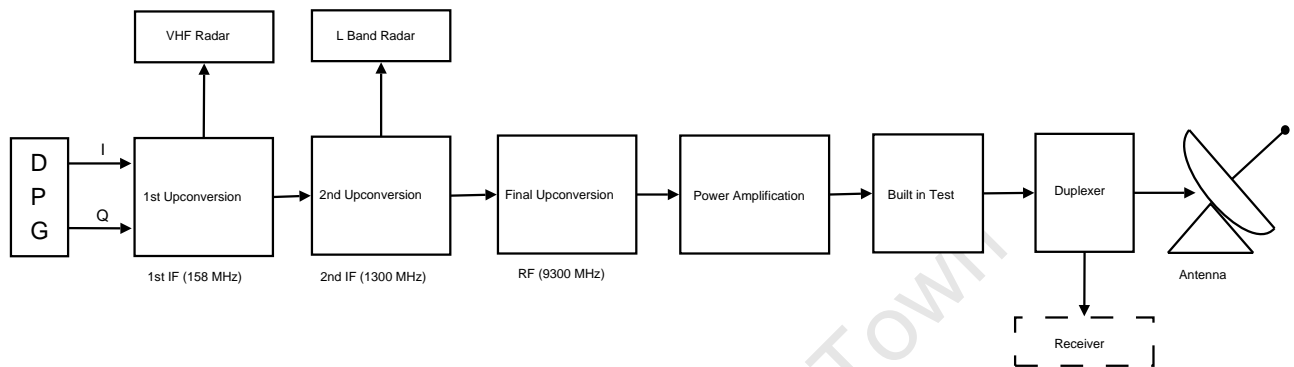 VHF Radar
L Band Radar
D
P
G
I
Q
1st Upconversion
2nd Upconversion
Final Upconversion
Power Amplification
Built in Test
Duplexer
1st IF (158 MHz)
2nd IF (1300 MHz)
RF (9300 MHz)
Antenna
Receiver
Town